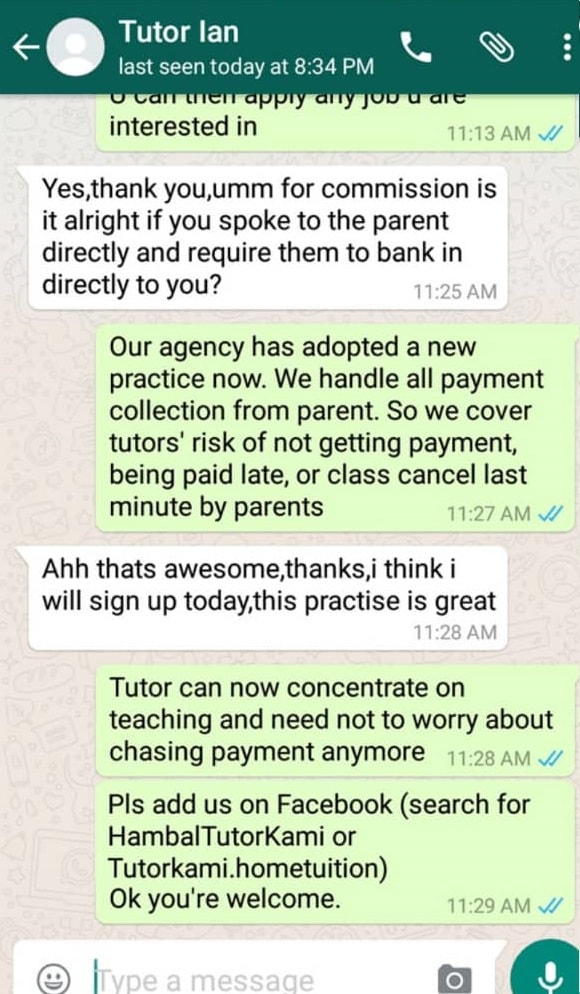 Tutor Ian
last seen today at 8:34 PM
u can then apply any job u are
interested in
11:13 AM
Yes,thank you,umm for commission is
it alright if you spoke to the parent
directly and require them to bank in
directly to you?
11:25 AM
Our agency has adopted a new
practice now. We handle all payment
collection from parent. So we cover
tutors' risk of not getting payment,
being paid late, or class cancel last
minute by parents
11:27 AM
Ahh thats awesome,thanks,i think i
will sign up today,this practise is great
11:28 AM
Tutor can now concentrate on
teaching and need not to worry about
chasing payment anymore
11:28 AM
Pls add us on Facebook (search for
HambalTutorKami or
Tutorkami.hometuition)
Ok you're welcome.
11:29 AM
Type a message